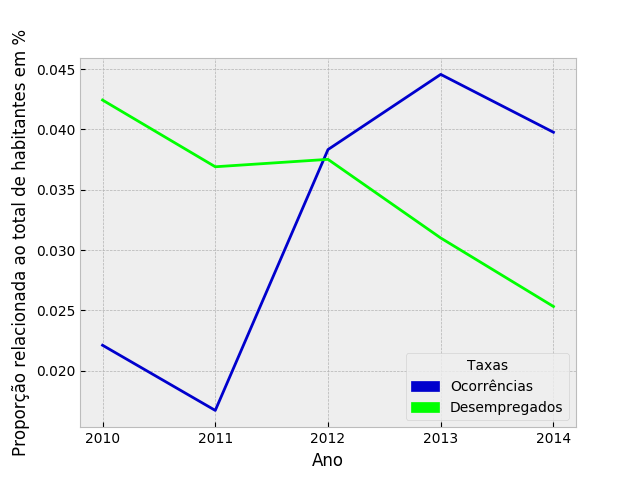 Proporção relacionada ao total de habitantes em %
0.045
0.040
0.035
0.030
0.025
0.020
2010 2011 2012 2013 2014
Ano
Taxas
Ocorrências
Desempregados